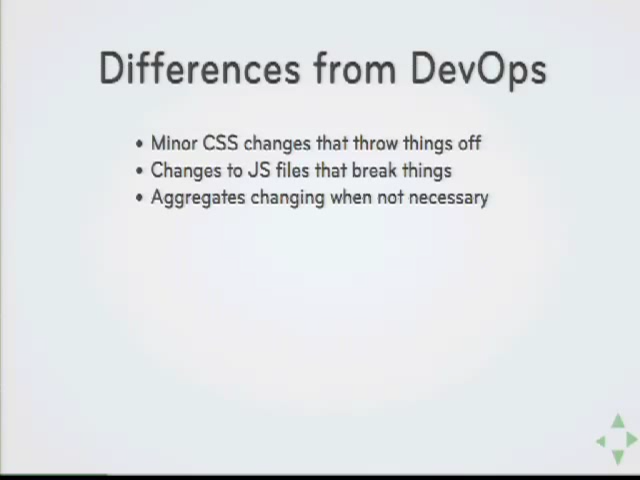 Differences from DevOps
• Minor CSS changes that throw things off
• Changes to JS files that break things
• Aggregates changing when not necessary